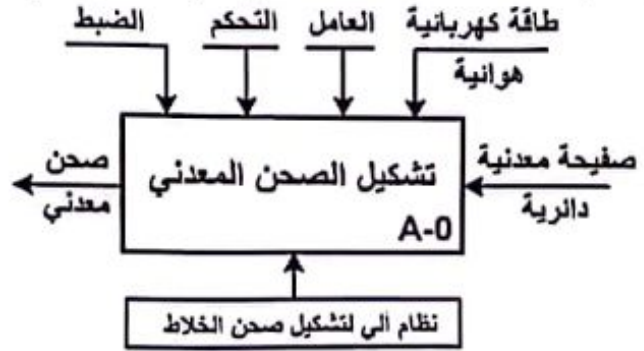 طاقة كهربائية
هوائية
العامل
التحكم
الضبط
صفيحة معدنية
دائرية
تشكيل الصحن المعدني
A-0
صحن
معدني
نظام آلي لتشكيل صحن الخلاط